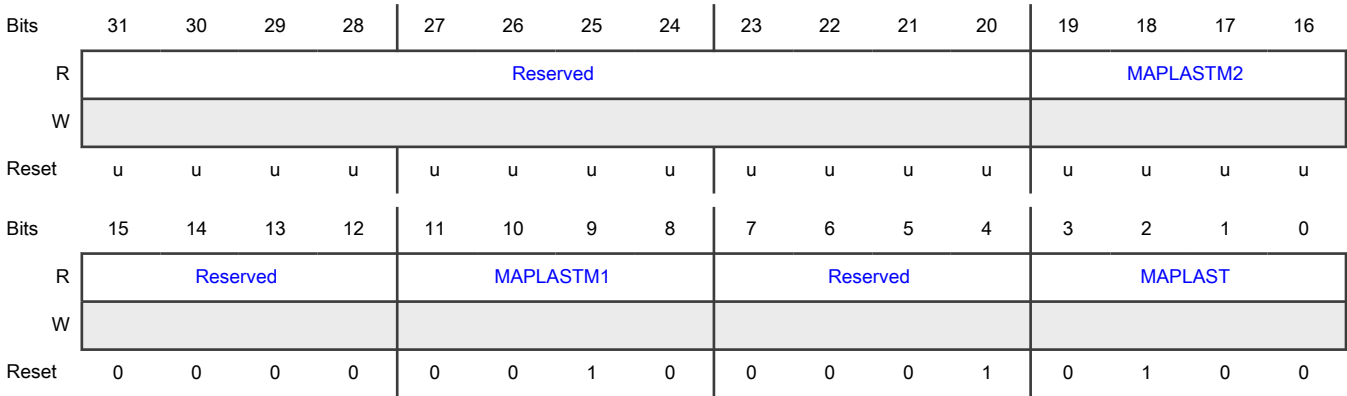 Bits 31 30 29 28 27 26 25 24 23 22 21 20 19 18 17 16
R Reserved MAPLASTM2
W
Reset u u u u u u u u u u u u u u u u
Bits 15 14 13 12 11 10 9 8 7 6 5 4 3 2 1 0
R Reserved MAPLASTM1 Reserved MAPLAST
W
Reset 0 0 0 0 0 0 1 0 0 0 0 1 0 1 0 0